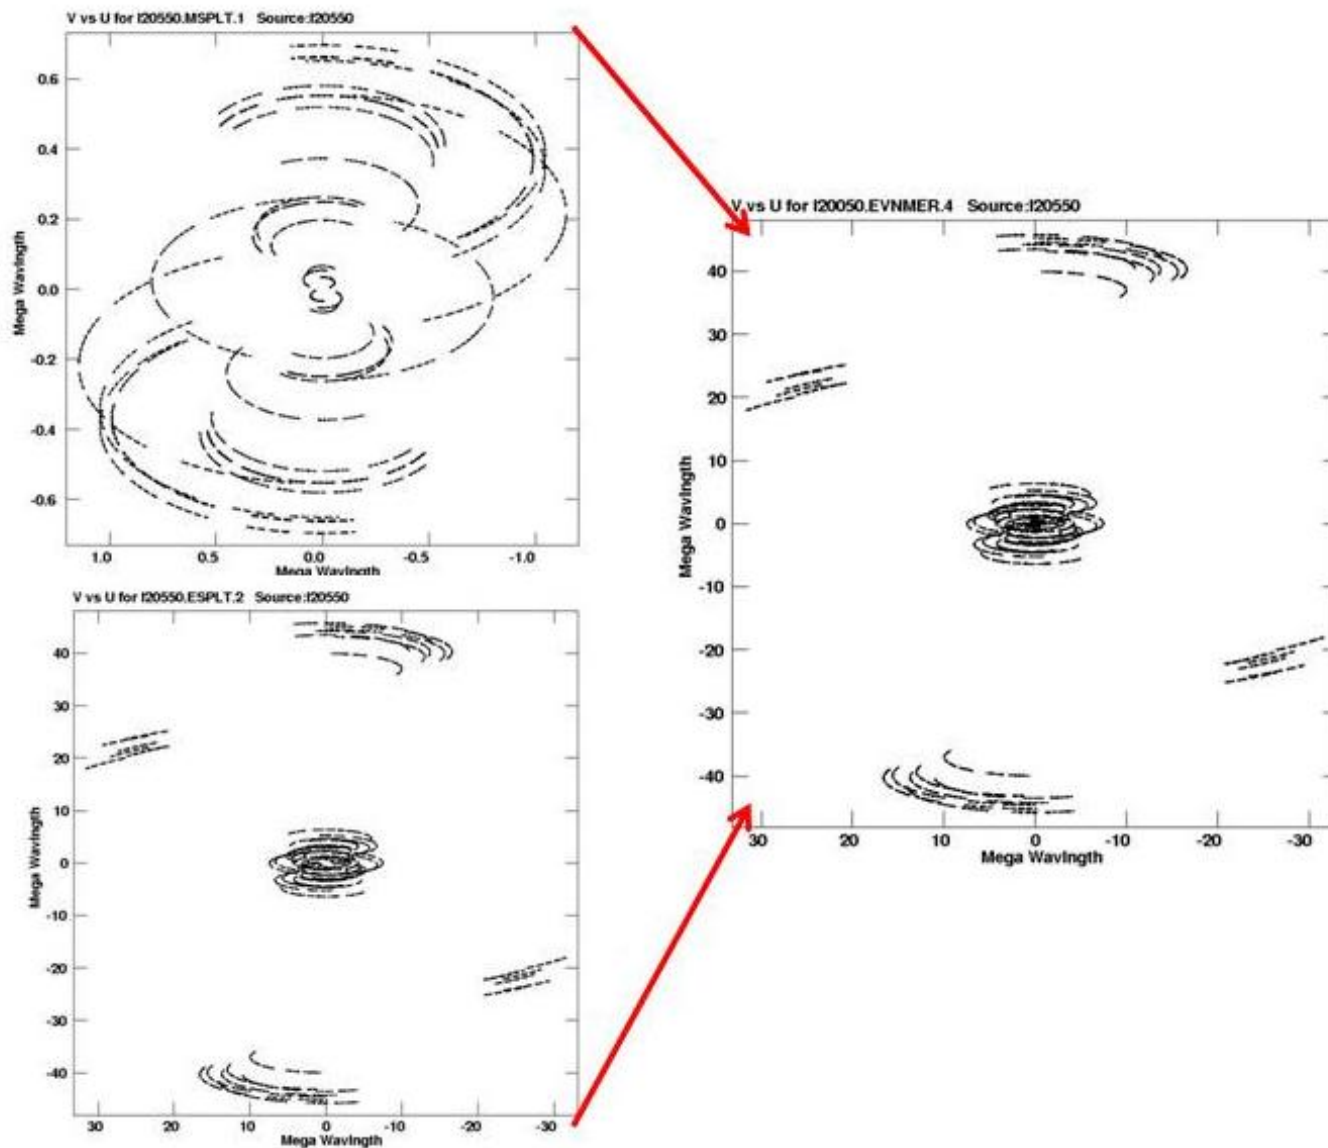 V vs U for I20550.MSPLT.1 Source:I20550
0.6
0.4
0.2
0.0
-0.2
-0.4
-0.6
Mega Wavlngth
1.0 0.5 0.0 -0.5 -1.0
Mega Wavlngth
V vs U for I20550.ESPLT.2 Source:I20550
40
30
20
10
0
-10
-20
-30
-40
Mega Wavlngth
30 20 10 0 -10 -20 -30
Mega Wavlngth
V vs U for I20050.EVNMER.4 Source:I20550
40
30
20
10
0
-10
-20
-30
-40
Mega Wavlngth
30 20 10 0 -10 -20 -30
Mega Wavlngth